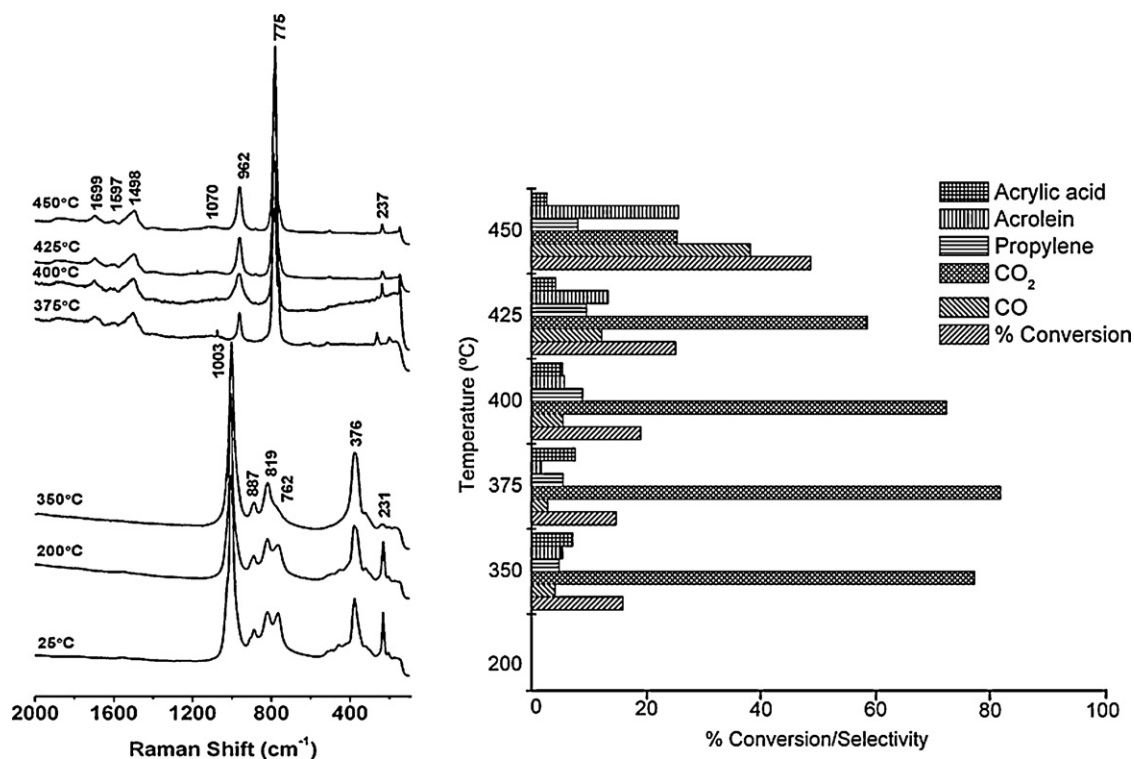 775
1699
1597
1498
1070
962
237
450°C
425°C
400°C
375°C
1003
887
819
762
376
231
350°C
200°C
25°C
2000 1600 1200 800 400
Raman Shift (cm⁻¹)
Acrylic acid
Acrolein
Propylene
CO₂
CO
% Conversion
Temperature (ºC)
450
425
400
375
350
200
0 20 40 60 80 100
% Conversion/Selectivity